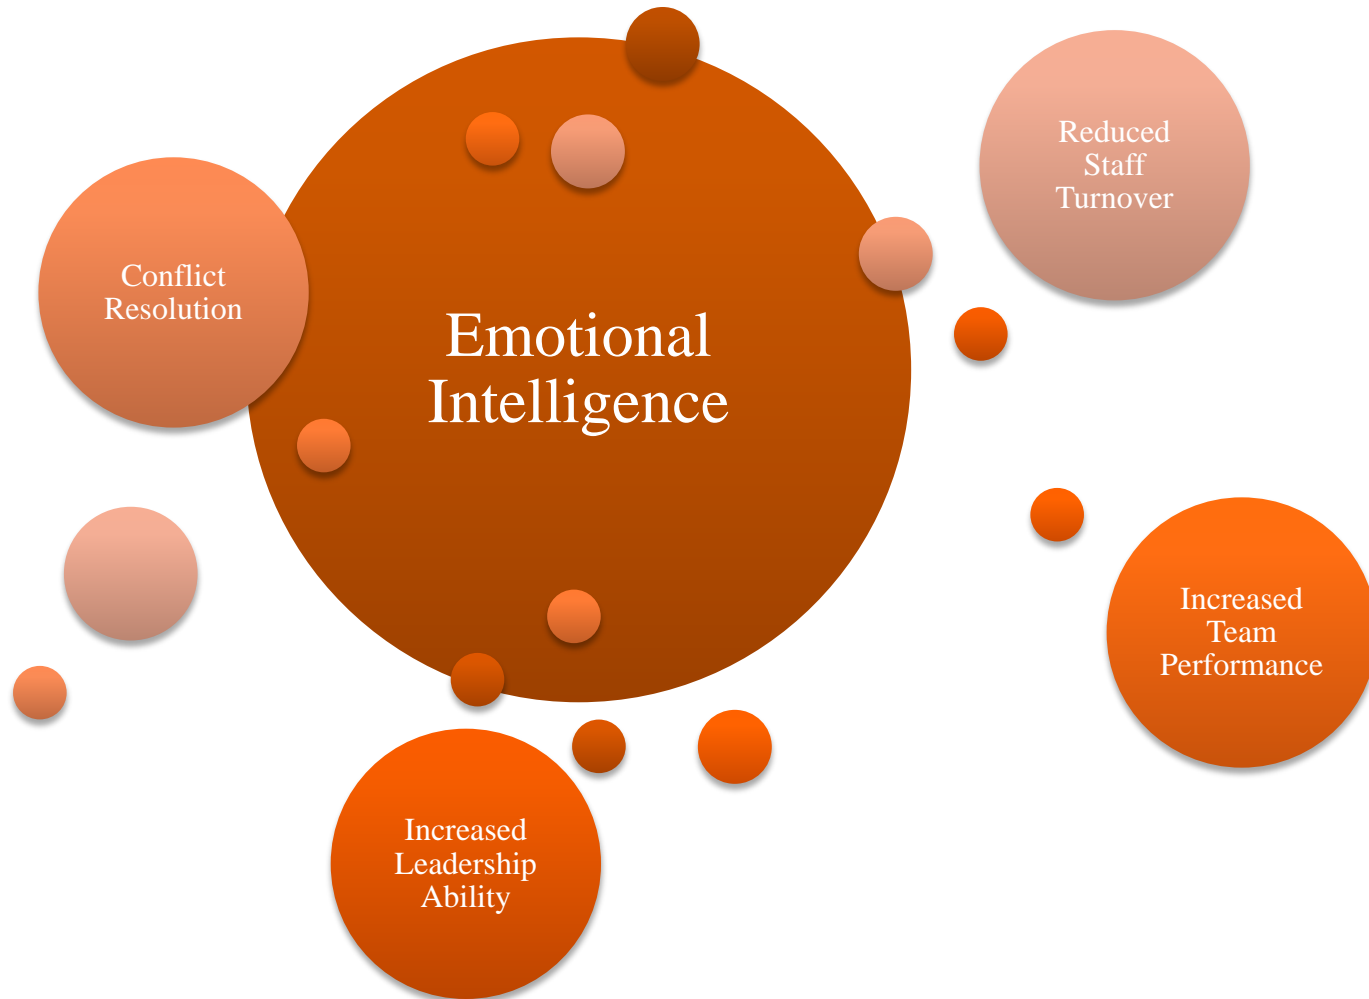 Emotional
Intelligence
Conflict
Resolution
Reduced
Staff
Turnover
Increased
Team
Performance
Increased
Leadership
Ability